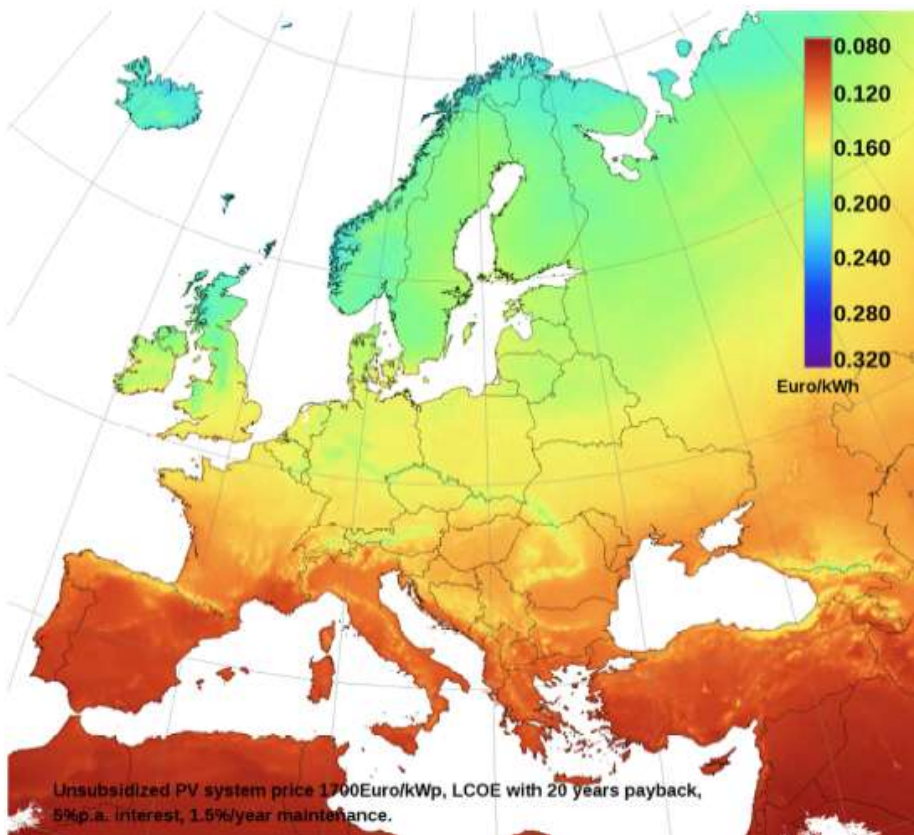 0.080
0.120
0.160
0.200
0.240
0.280
0.320
Euro/kWh
Unsubsidized PV system price 1700Euro/kWp, LCOE with 20 years payback,
5%p.a. interest, 1.5%/year maintenance.